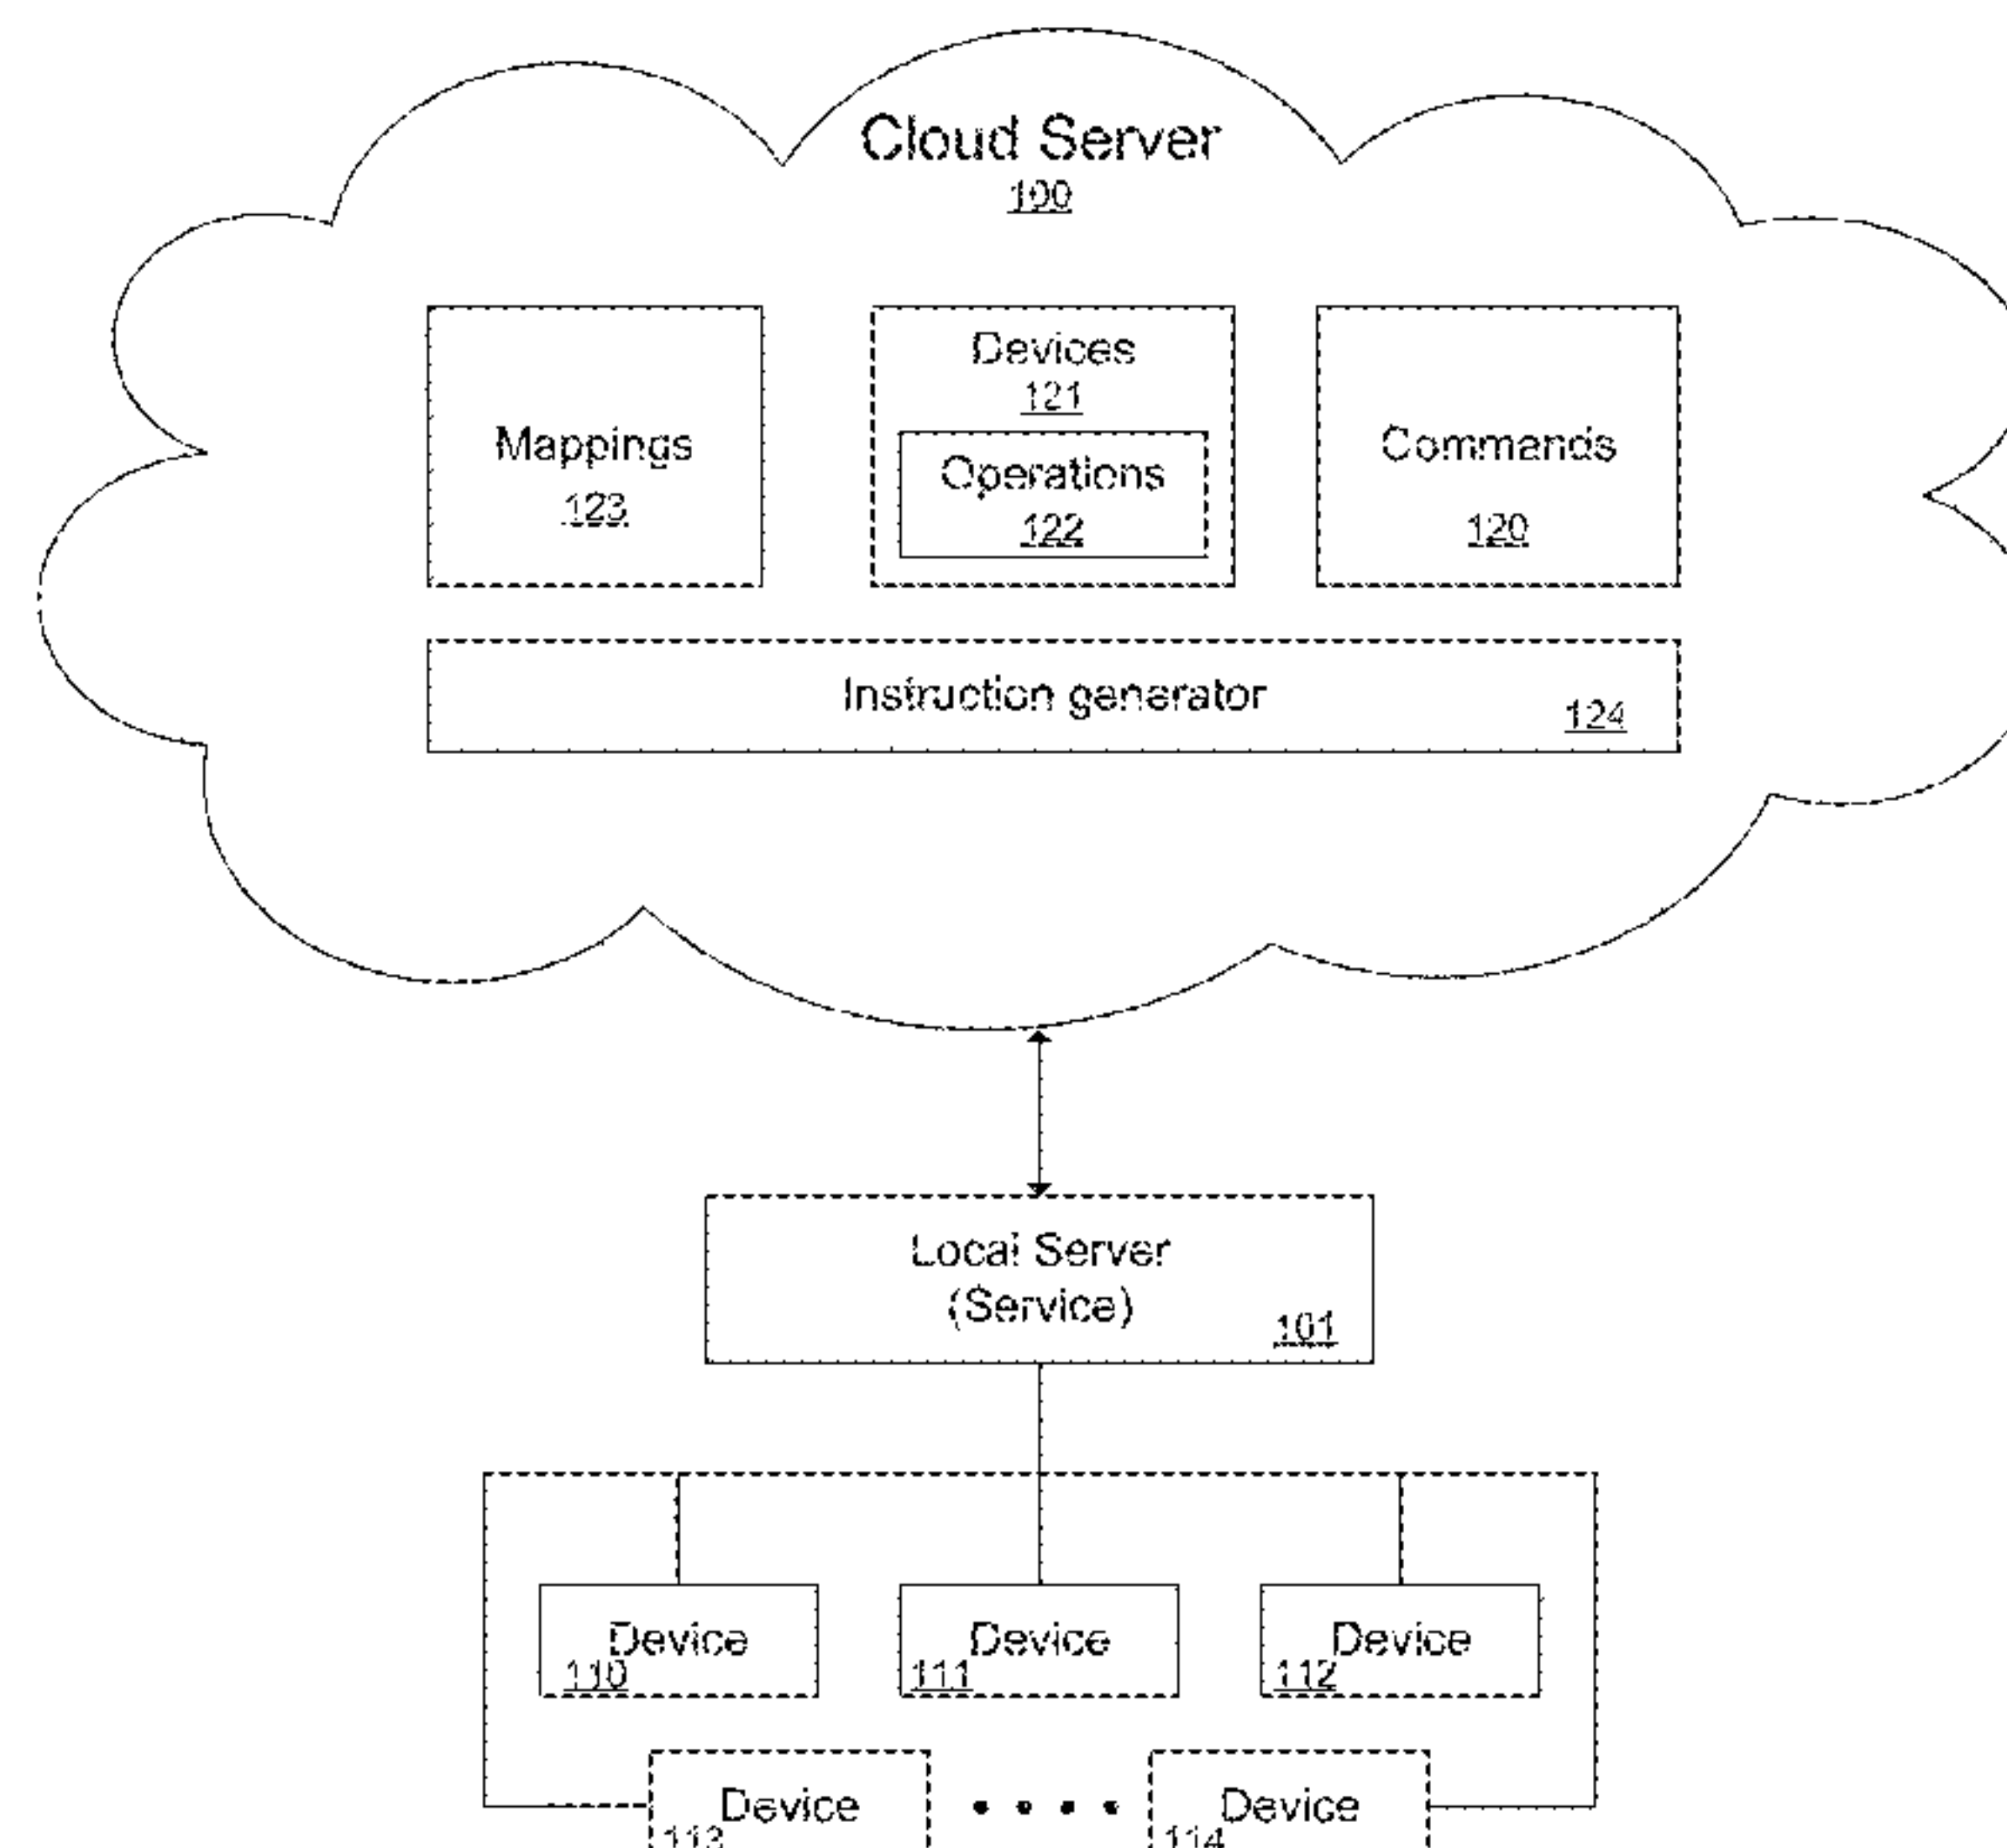 Cloud Server
100
Mappings
123
Devices
121
Operations
122
Commands
120
Instruction generator
124
Local Server
(Service)
101
Device
110
Device
111
Device
112
Device
113
Device
114